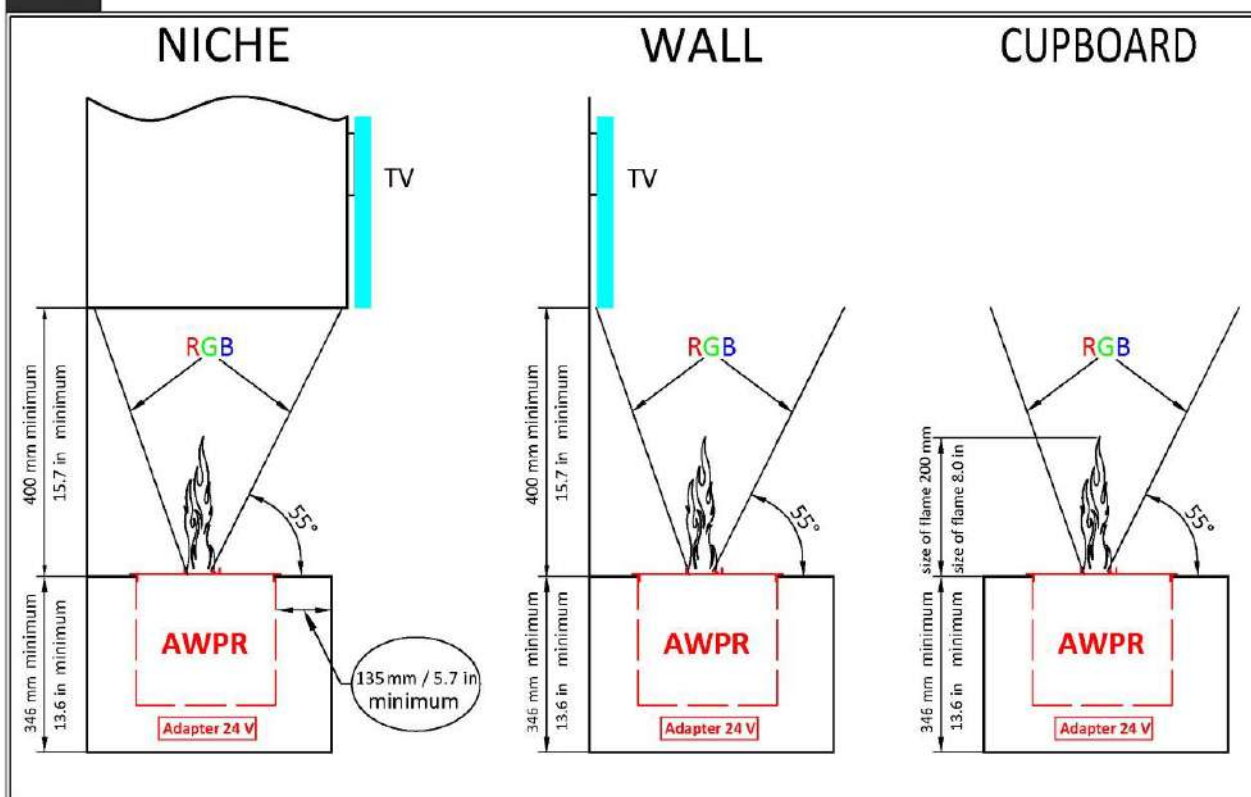 NICHE
TV
RGB
400 mm minimum
15.7 in minimum
55°
346 mm minimum
13.6 in minimum
AWPR
135 mm / 5.7 in
minimum
Adapter 24 V
WALL
TV
RGB
400 mm minimum
15.7 in minimum
55°
346 mm minimum
13.6 in minimum
AWPR
Adapter 24 V
CUPBOARD
RGB
size of flame 200 mm
size of flame 8.0 in
55°
346 mm minimum
13.6 in minimum
AWPR
Adapter 24 V